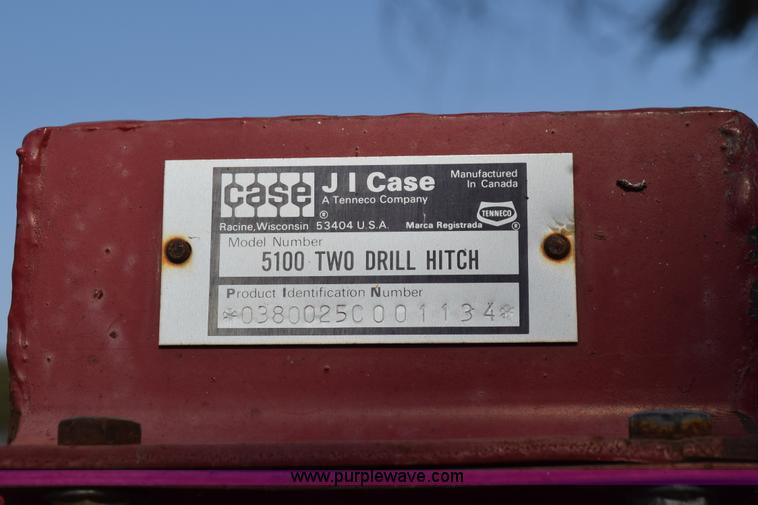 case J I Case Manufactured
A Tenneco Company In Canada
® TENNECO
Racine, Wisconsin 53404 U.S.A. Marca Registrada ®
Model Number
5100 TWO DRILL HITCH
Product Identification Number
*0380025C001134*
www.purplewave.com